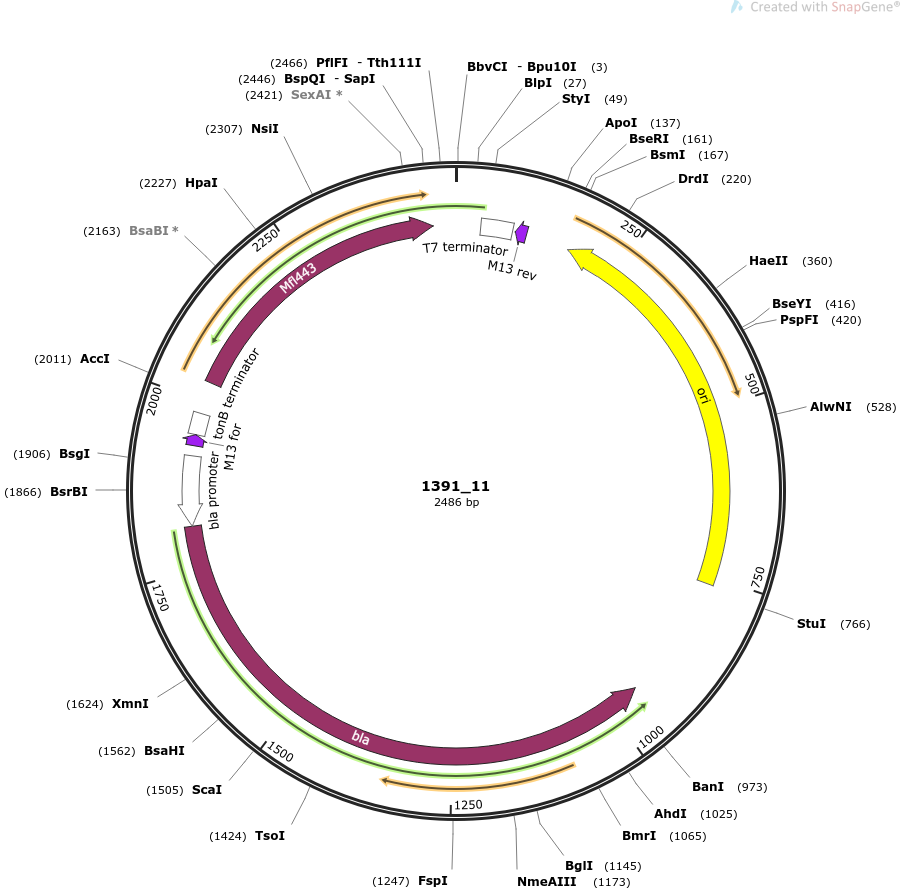 Created with SnapGene®
(2466) PflFI - Tth111I
(2446) BspQI - SapI
(2421) SexAI *
(2307) NsiI
(2227) HpaI
(2163) BsaBI *
(2011) AccI
(1906) BsgI
(1866) BsrBI
(1624) XmnI
(1562) BsaHI
(1505) ScaI
(1424) TsoI
(1247) FspI
BbvCI - Bpu10I (3)
BlpI (27)
StyI (49)
ApoI (137)
BseRI (161)
BsmI (167)
DrdI (220)
HaeII (360)
BseYI (416)
PspFI (420)
AlwNI (528)
StuI (766)
BanI (973)
AhdI (1025)
BmrI (1065)
BglI (1145)
NmeAIII (1173)
250
500
750
1000
1250
1500
1750
2000
2250
T7 terminator
M13 rev
ori
Mfl443
tonB terminator
M13 for
bla promoter
bla
1391_11
2486 bp